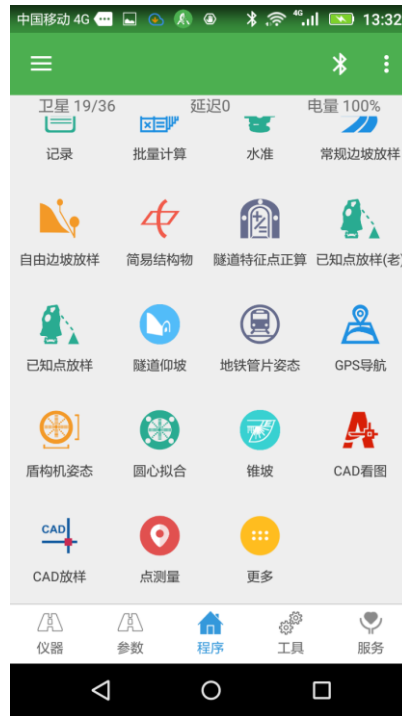 中国移动 4G 4G 13:32
卫星 19/36 延迟0 电量 100%
记录 批量计算 水准 常规边坡放样
自由边坡放样 简易结构物 隧道特征点正算 已知点放样(老)
已知点放样 隧道仰坡 地铁管片姿态 GPS导航
盾构机姿态 圆心拟合 锥坡 CAD看图
CAD
CAD放样 点测量 更多
仪器 参数 程序 工具 服务